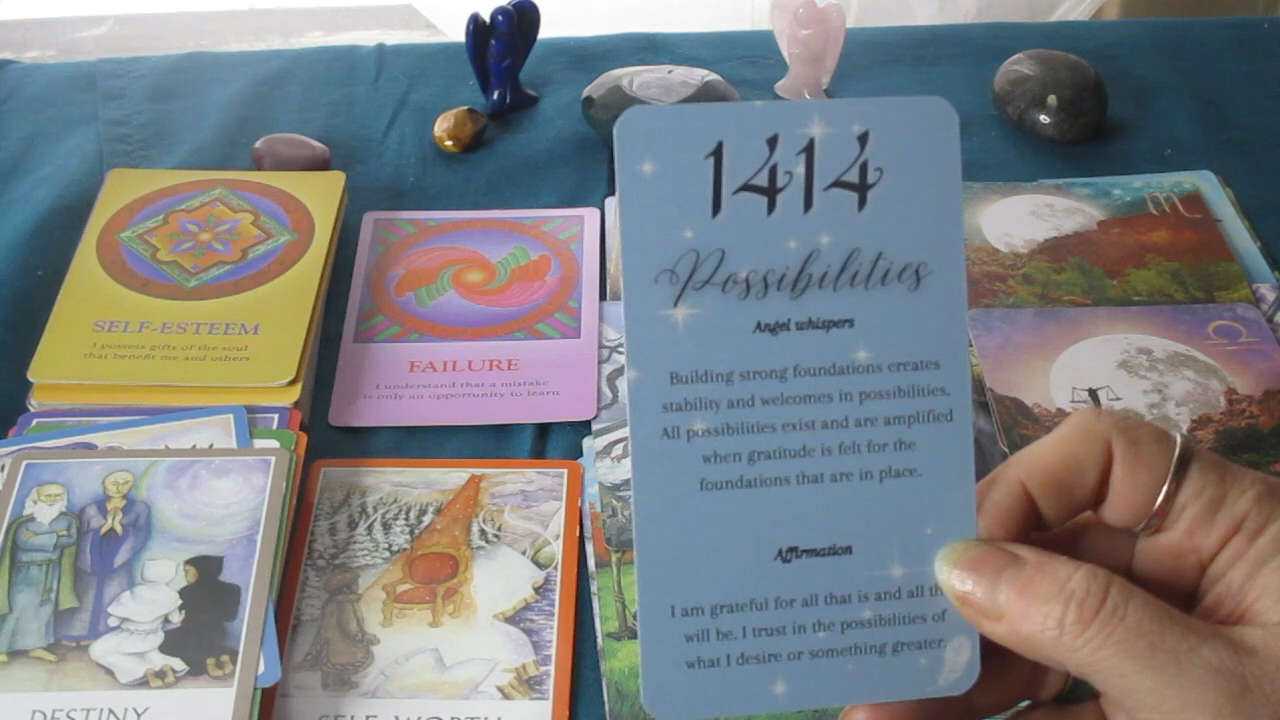 1414
Possibilities
Angel whispers
Building strong foundations creates
stability and welcomes in possibilities.
All possibilities exist and are amplified
when gratitude is felt for the
foundations that are in place.
Affirmation
I am grateful for all that is and all th
will be. I trust in the possibilities of
what I desire or something greater.
SELF-ESTEEM
I possess gifts of the soul
that benefit me and others
FAILURE
I understand that a mistake
is only an opportunity to learn
DESTINY
SELF-WORTH